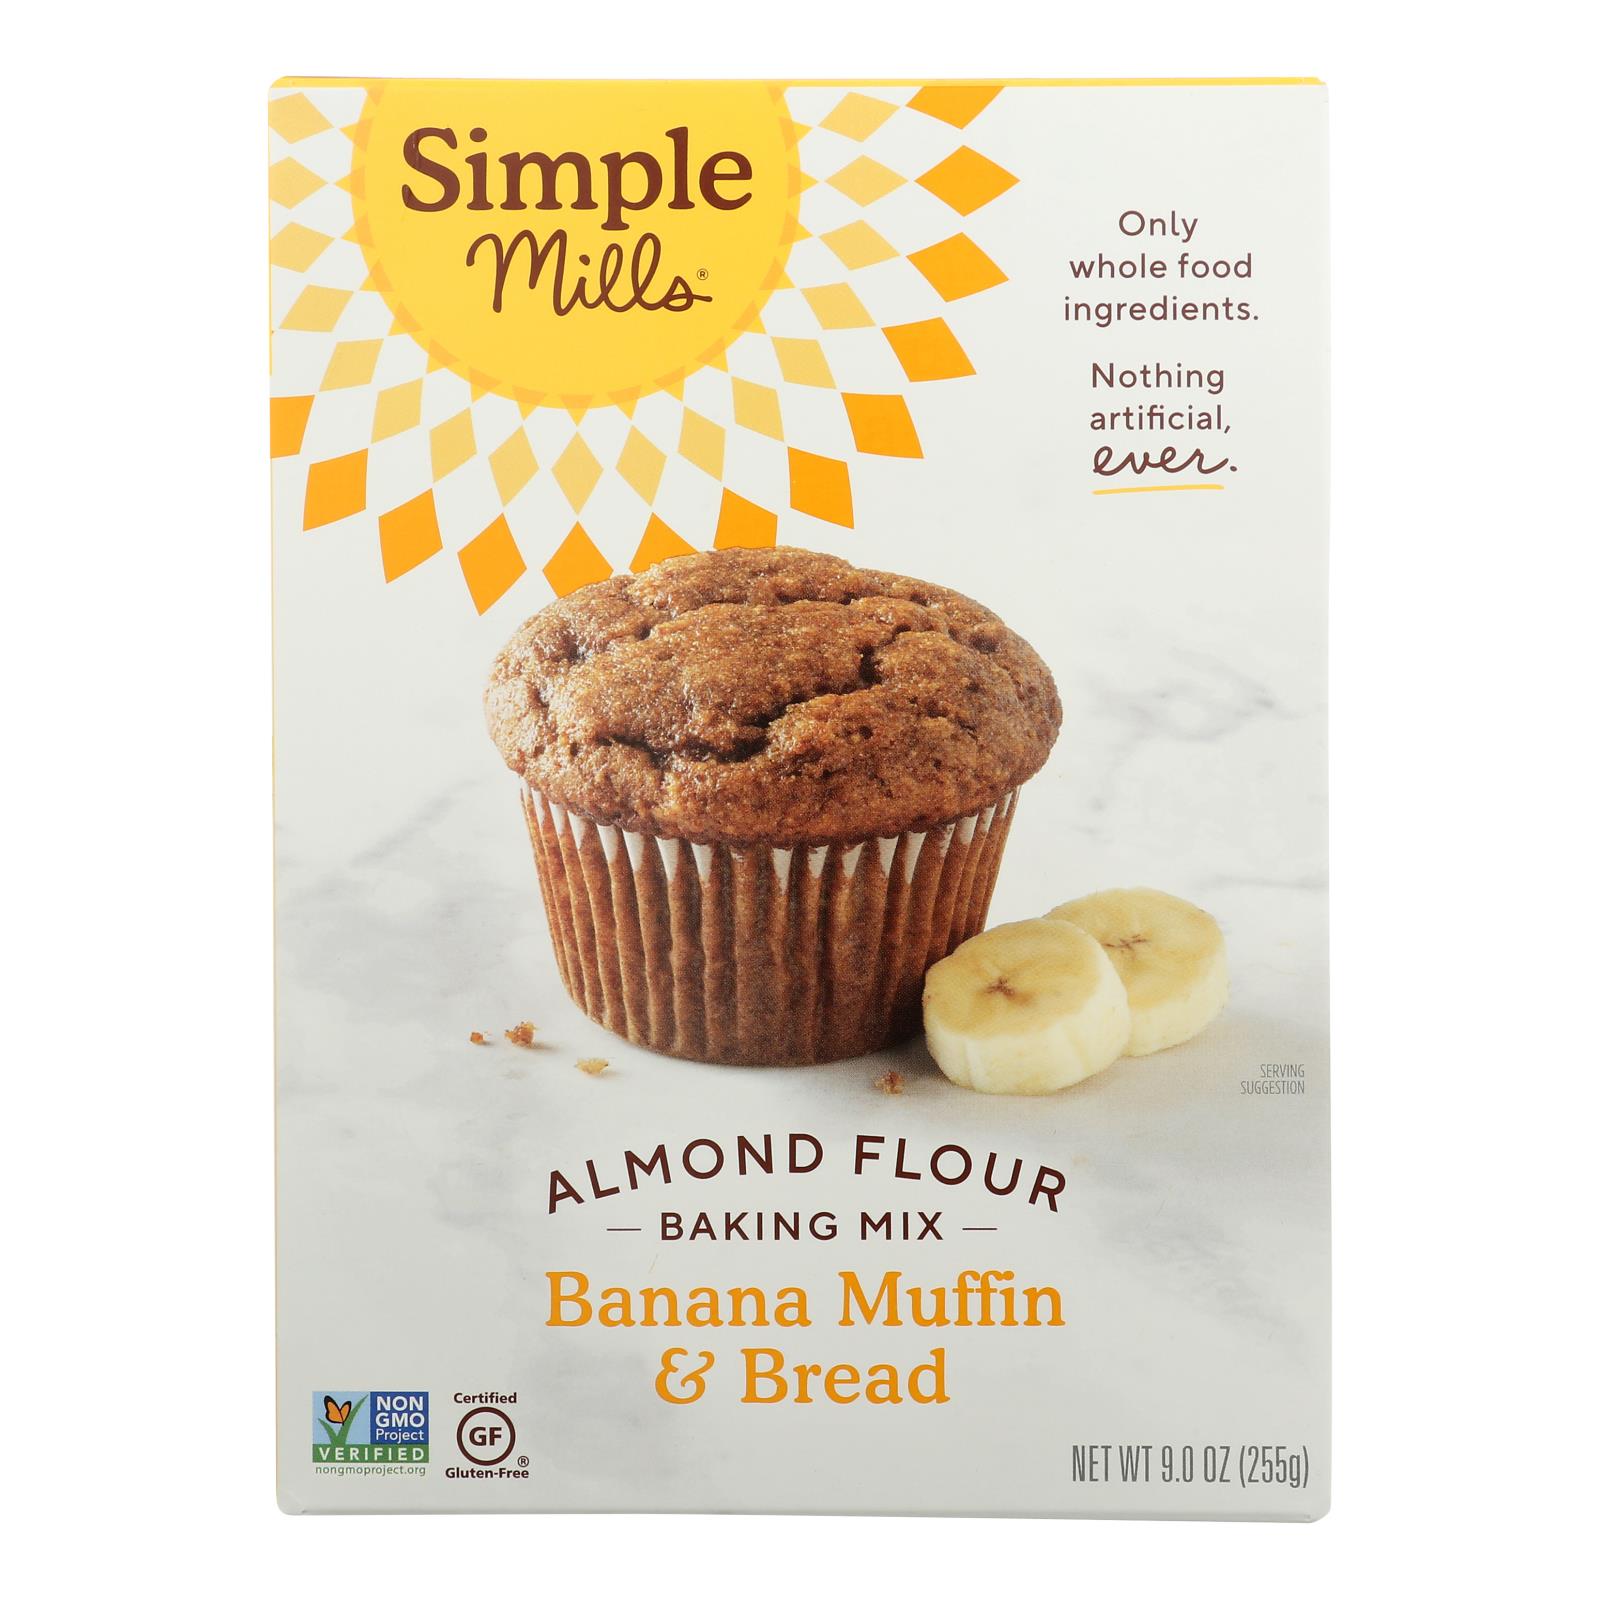 Simple
Mills®
Only
whole food
ingredients.
Nothing
artificial,
ever.
SERVING
SUGGESTION
ALMOND FLOUR
— BAKING MIX —
Banana Muffin
& Bread
NON
GMO
Project
VERIFIED
nongmoproject.org
Certified
GF
®
Gluten-Free
NET WT 9.0 OZ (255g)